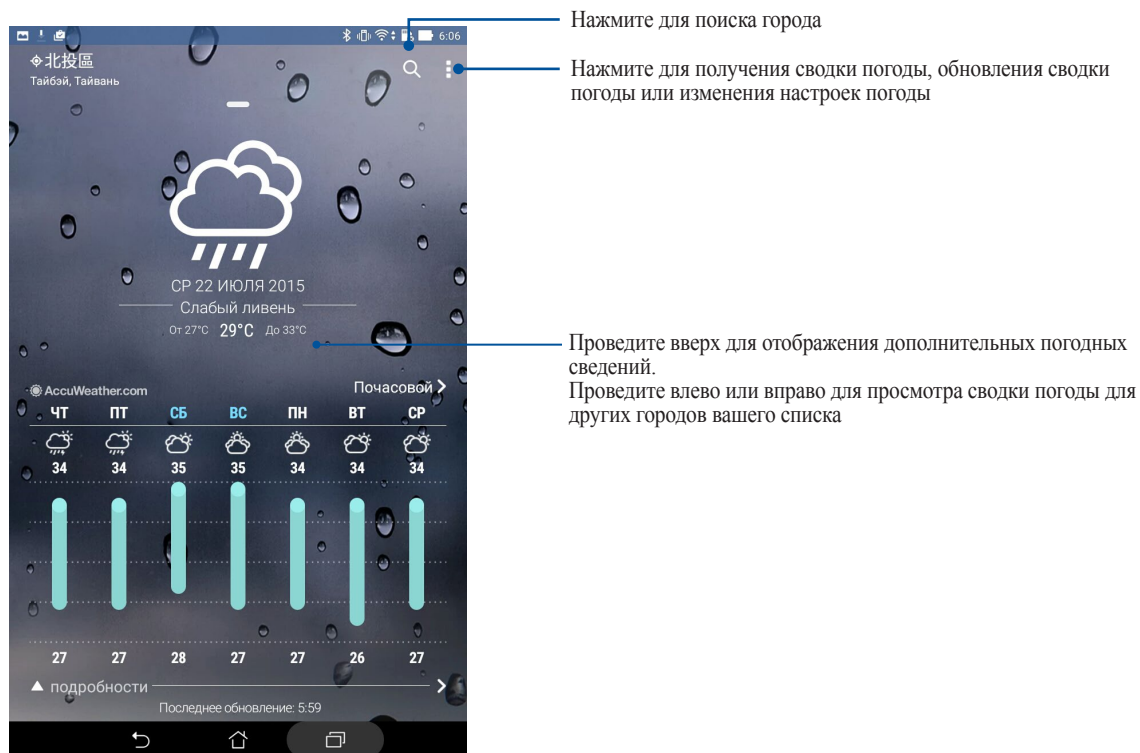 Нажмите для поиска города
6:06
北投區
Тайбэй, Тайвань
Нажмите для получения сводки погоды, обновления сводки
погоды или изменения настроек погоды
СР 22 ИЮЛЯ 2015
Слабый ливень
От 27°C 29°C До 33°C
Проведите вверх для отображения дополнительных погодных
сведений.
Проведите влево или вправо для просмотра сводки погоды для
других городов вашего списка
AccuWeather.com
Почасовой
ЧТ ПТ СБ ВС ПН ВТ СР
34 34 35 35 34 34 34
27 27 28 27 27 26 27
подробности
Последнее обновление: 5:59